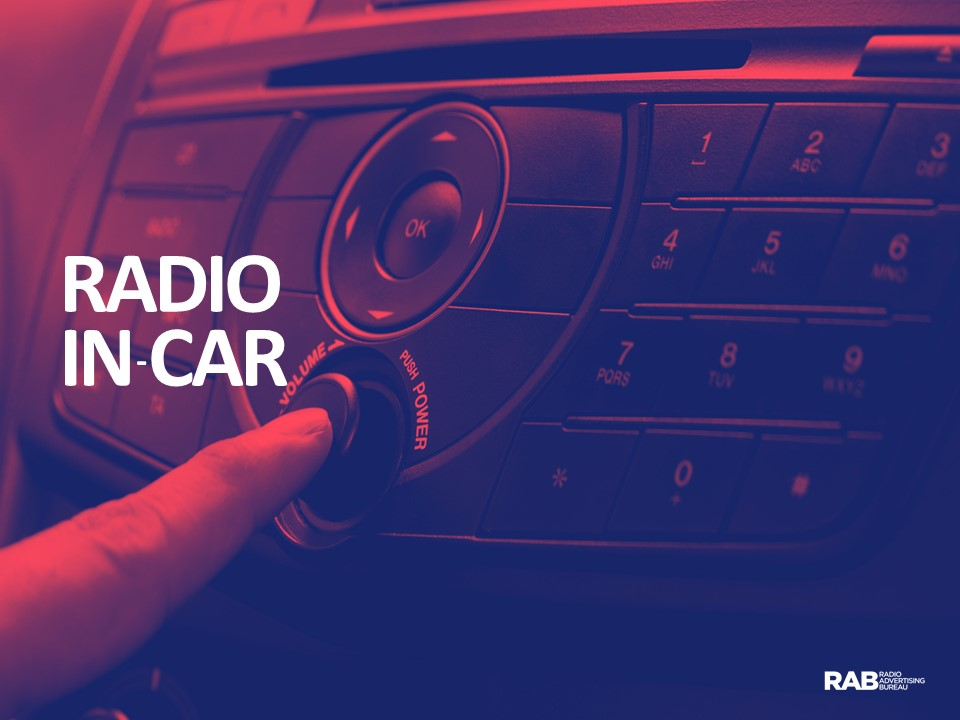 RADIO
IN-CAR
OK
VOLUME
PUSH POWER
1
2
ABC
3
DEF
4
GHI
5
JKL
6
MNO
7
PQRS
8
TUV
9
WXYZ
*
0
+
#
RAB RADIO
ADVERTISING
BUREAU